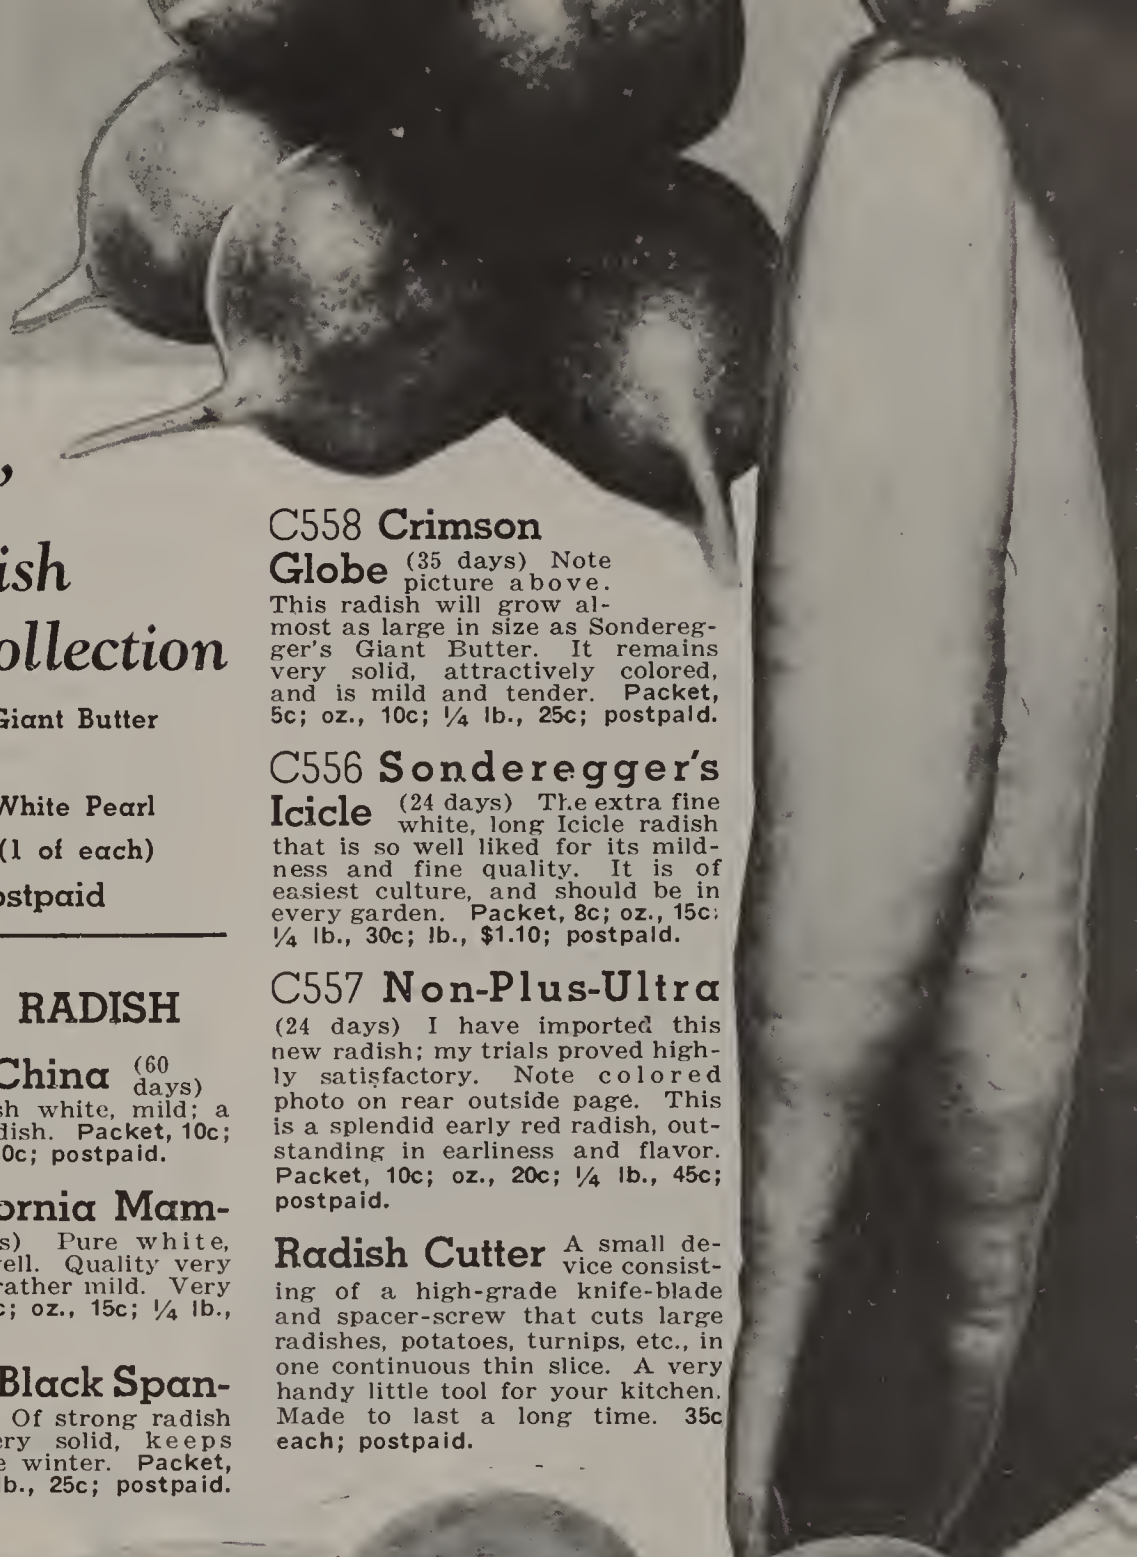 ,
ish
ollection
Giant Butter
White Pearl
(1 of each)
ostpaid
RADISH
China (60
days)
sh white, mild; a
dish. Packet, 10c;
0c; postpaid.
ornia Mam-
s) Pure white,
ell. Quality very
rather mild. Very
c; oz., 15c; ¼ lb.,
Black Span-
Of strong radish
ery solid, keeps
e winter. Packet,
lb., 25c; postpaid.
C558 Crimson
Globe (35 days) Note
picture above.
This radish will grow al-
most as large in size as Sondereg-
ger's Giant Butter. It remains
very solid, attractively colored,
and is mild and tender. Packet,
5c; oz., 10c; ¼ lb., 25c; postpaid.
C556 Sonderegger's
Icicle (24 days) The extra fine
white, long Icicle radish
that is so well liked for its mild-
ness and fine quality. It is of
easiest culture, and should be in
every garden. Packet, 8c; oz., 15c;
¼ lb., 30c; lb., $1.10; postpaid.
C557 Non-Plus-Ultra
(24 days) I have imported this
new radish; my trials proved high-
ly satisfactory. Note colored
photo on rear outside page. This
is a splendid early red radish, out-
standing in earliness and flavor.
Packet, 10c; oz., 20c; ¼ lb., 45c;
postpaid.
Radish Cutter A small de-
vice consist-
ing of a high-grade knife-blade
and spacer-screw that cuts large
radishes, potatoes, turnips, etc., in
one continuous thin slice. A very
handy little tool for your kitchen.
Made to last a long time. 35c
each; postpaid.